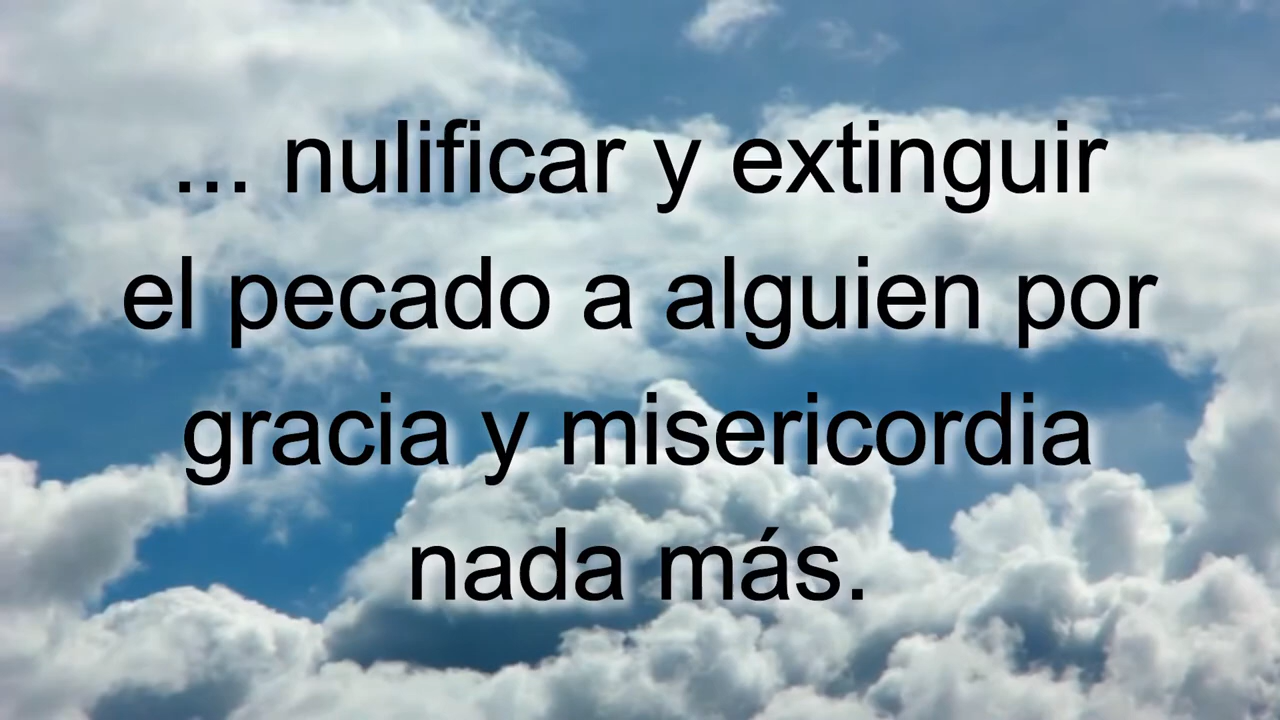 ... nulificar y extinguir
el pecado a alguien por
gracia y misericordia
nada más.